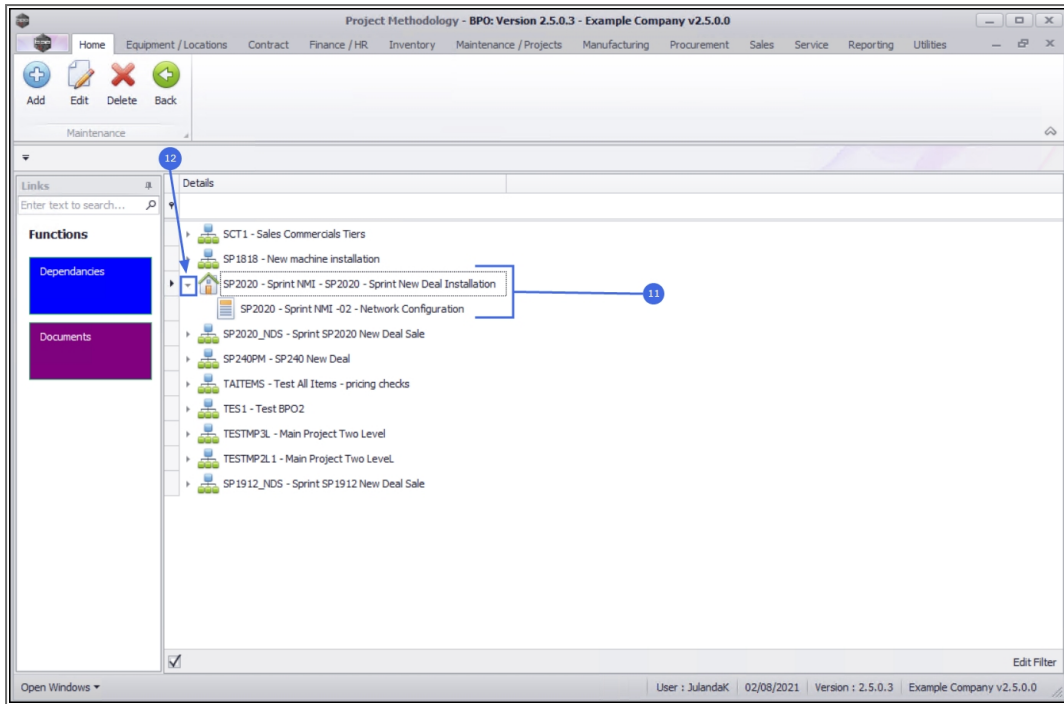 Project Methodology - BPO: Version 2.5.0.3 - Example Company v2.5.0.0
Home Equipment / Locations Contract Finance / HR Inventory Maintenance / Projects Manufacturing Procurement Sales Service Reporting Utilities
Add Edit Delete Back
Maintenance
12
Links
Enter text to search...
Functions
Dependancies
Documents
Details
SCT1 - Sales Commercials Tiers
SP1818 - New machine installation
SP2020 - Sprint NMI - SP2020 - Sprint New Deal Installation
11
SP2020 - Sprint NMI -02 - Network Configuration
SP2020_NDS - Sprint SP2020 New Deal Sale
SP240PM - SP240 New Deal
TAITEMS - Test All Items - pricing checks
TES1 - Test BPO2
TESTMP3L - Main Project Two Level
TESTMP2L1 - Main Project Two LeveL
SP1912_NDS - Sprint SP1912 New Deal Sale
Edit Filter
Open Windows User : JulandaK 02/08/2021 Version : 2.5.0.3 Example Company v2.5.0.0